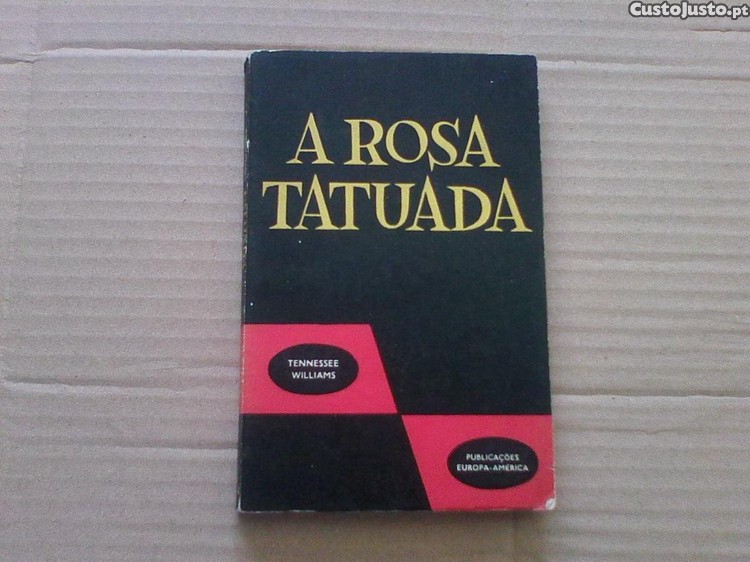 CustoJusto.pt
A ROSA
TATUADA
TENNESSEE
WILLIAMS
PUBLICAÇÕES
EUROPA-AMÉRICA